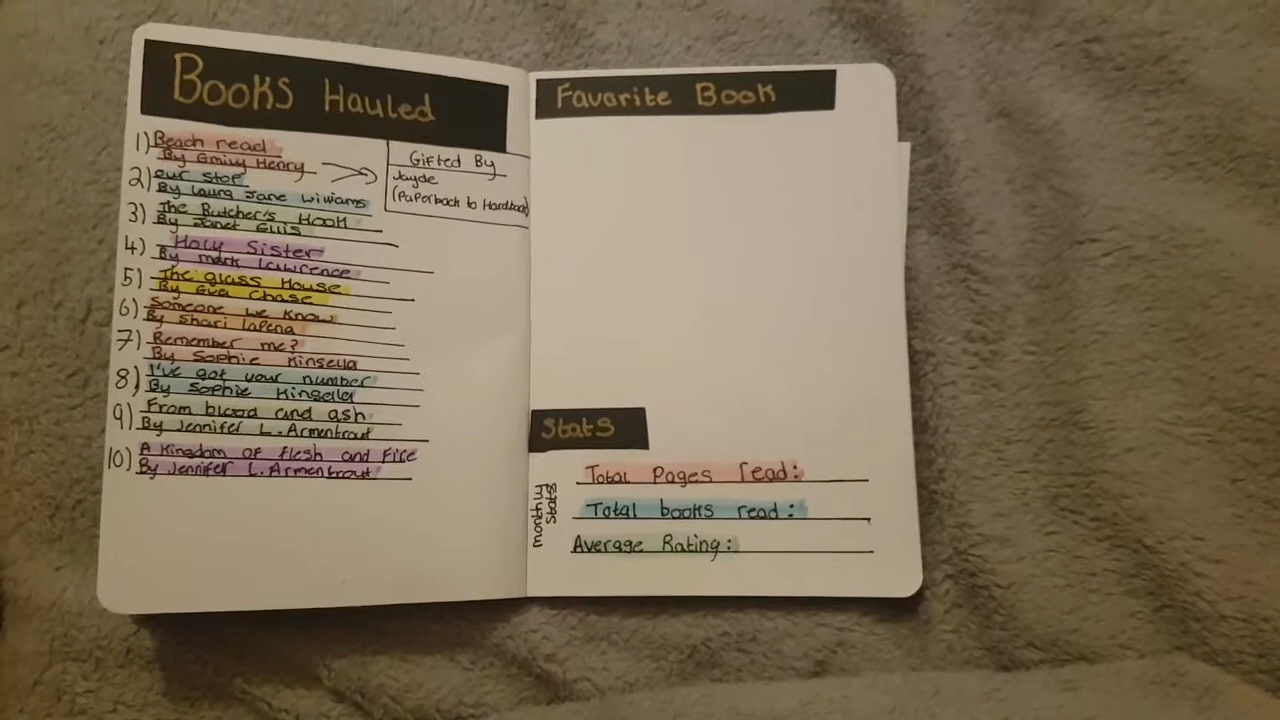 Books Hauled
1) Beach read
By Emily Henry
2) our stop
By Laura Jane Williams
3) The Butcher's Hook
By Janet Ellis
4) Holy Sister
By mark Lawrence
5) The glass House
By Eve Chase
6) Someone we Know
By Shari lapena
7) Remember me?
By Sophie Kinsella
8) I've got your number
By Sophie Kinsella
9) From blood and ash
By Jennifer L. Armentrout
10) A Kingdom of flesh and Fire
By Jennifer L. Armentrout
Gifted By
Jayde
(Paperback to Hardback)
Favorite Book
Stats
monthly
Stats
Total Pages read:
Total books read:
Average Rating: